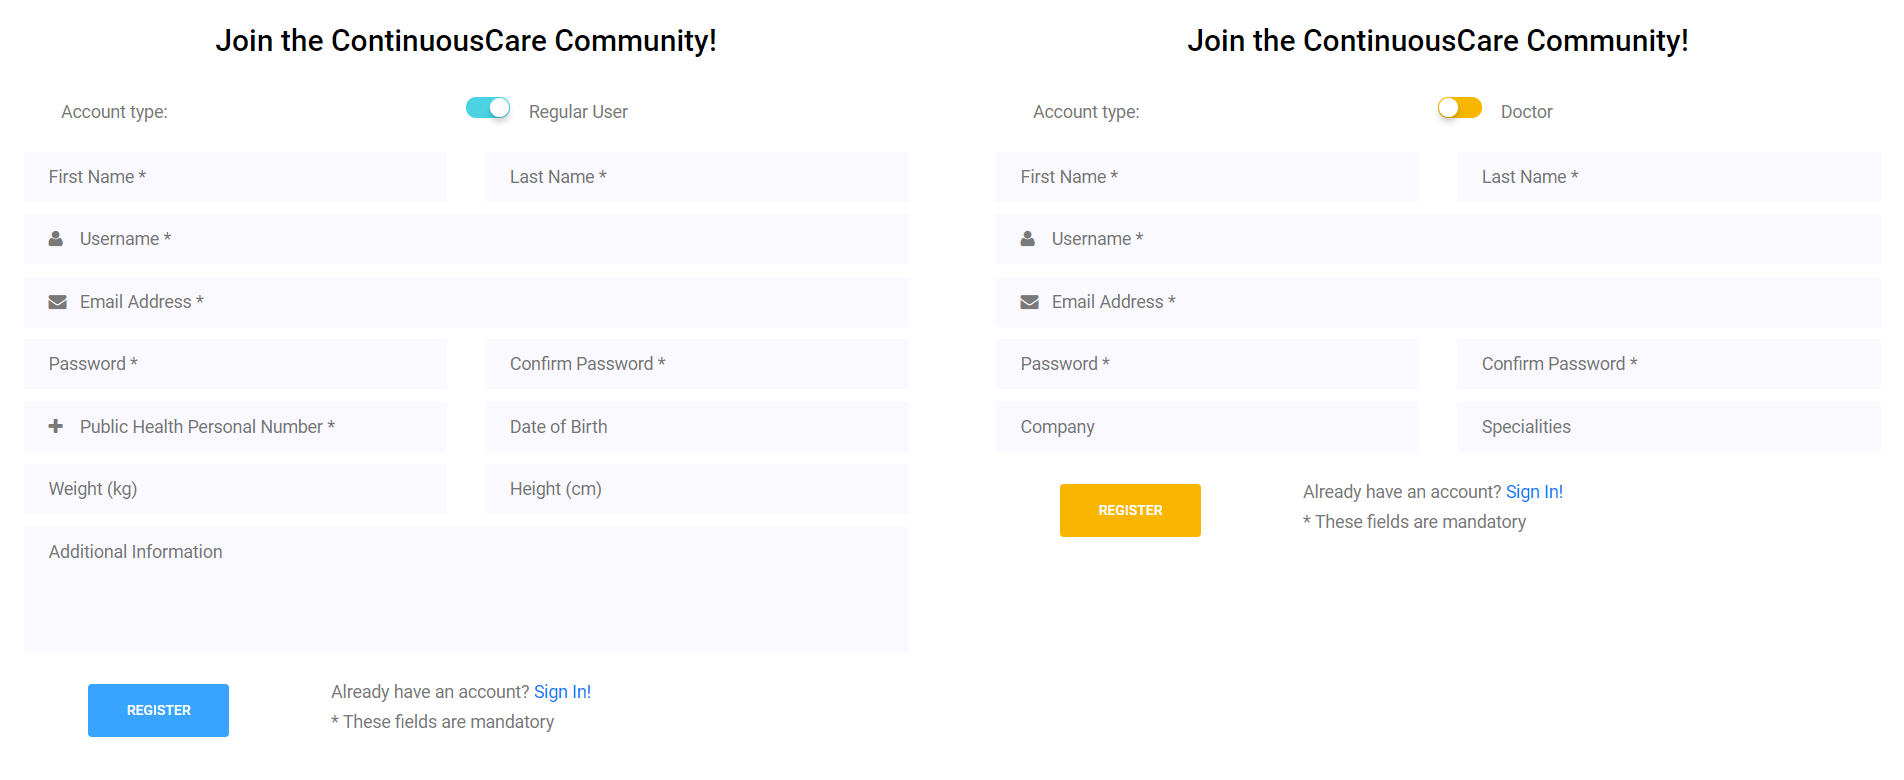 Join the ContinuousCare Community!
Account type:
Regular User
First Name *
Last Name *
Username *
Email Address *
Password *
Confirm Password *
Public Health Personal Number *
Date of Birth
Weight (kg)
Height (cm)
Additional Information
REGISTER
Already have an account? Sign In!
* These fields are mandatory
Join the ContinuousCare Community!
Account type:
Doctor
First Name *
Last Name *
Username *
Email Address *
Password *
Confirm Password *
Company
Specialities
REGISTER
Already have an account? Sign In!
* These fields are mandatory